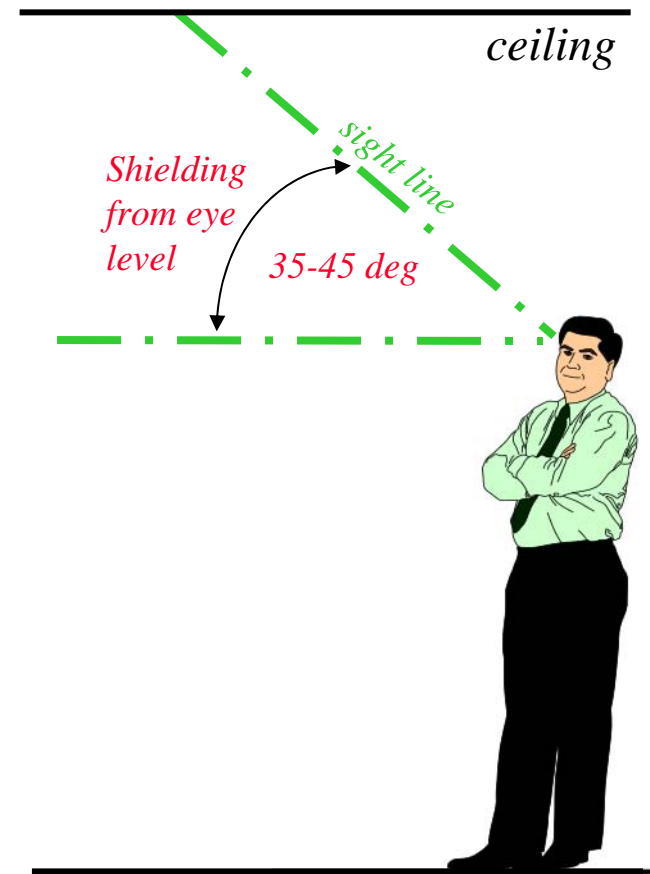 ceiling
sight line
Shielding
from eye
level
35-45 deg